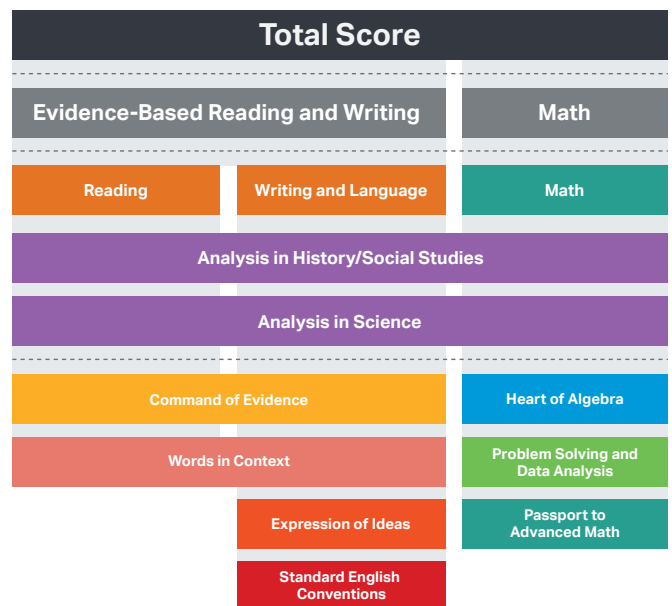 Total Score
Evidence-Based Reading and Writing
Math
Reading
Writing and Language
Math
Analysis in History/Social Studies
Analysis in Science
Command of Evidence
Heart of Algebra
Words in Context
Problem Solving and
Data Analysis
Expression of Ideas
Passport to
Advanced Math
Standard English
Conventions